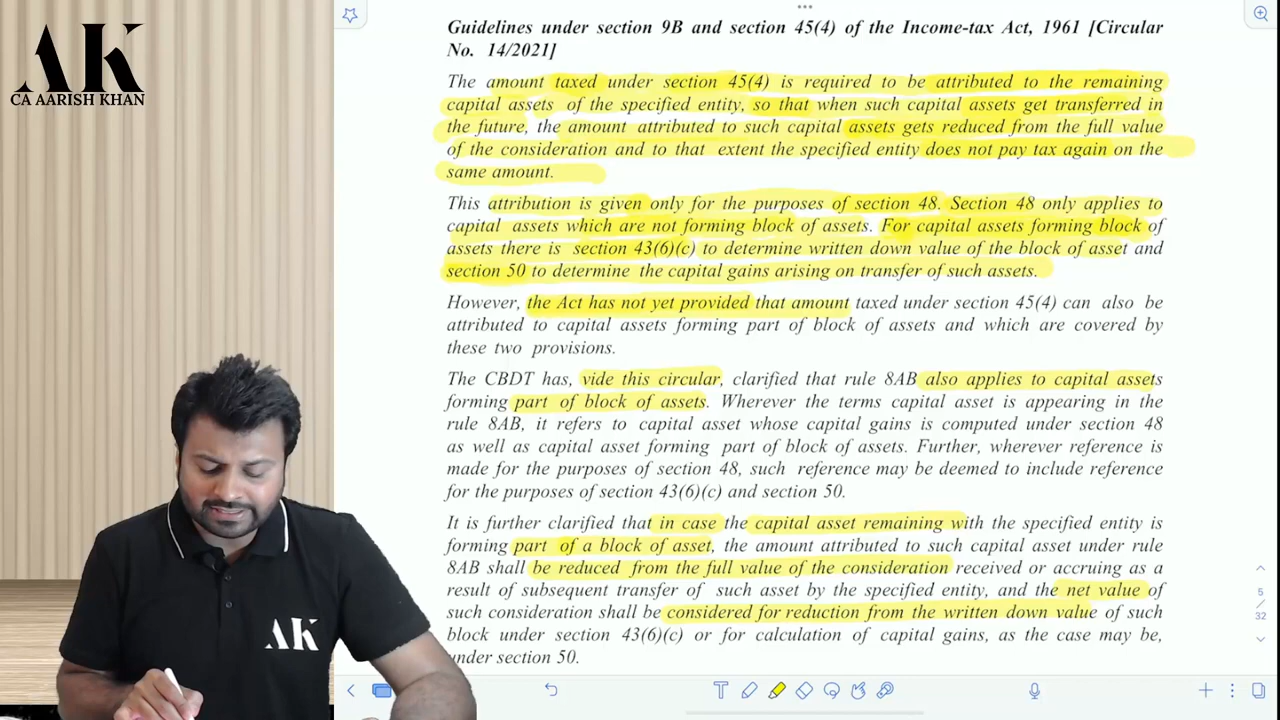 AK
CA AARISH KHAN
Guidelines under section 9B and section 45(4) of the Income-tax Act, 1961 [Circular
No. 14/2021]
The amount taxed under section 45(4) is required to be attributed to the remaining
capital assets of the specified entity, so that when such capital assets get transferred in
the future, the amount attributed to such capital assets gets reduced from the full value
of the consideration and to that extent the specified entity does not pay tax again on the
same amount.
This attribution is given only for the purposes of section 48. Section 48 only applies to
capital assets which are not forming block of assets. For capital assets forming block of
assets there is section 43(6)(c) to determine written down value of the block of asset and
section 50 to determine the capital gains arising on transfer of such assets.
However, the Act has not yet provided that amount taxed under section 45(4) can also be
attributed to capital assets forming part of block of assets and which are covered by
these two provisions.
The CBDT has, vide this circular, clarified that rule 8AB also applies to capital assets
forming part of block of assets. Wherever the terms capital asset is appearing in the
rule 8AB, it refers to capital asset whose capital gains is computed under section 48
as well as capital asset forming part of block of assets. Further, wherever reference is
made for the purposes of section 48, such reference may be deemed to include reference
for the purposes of section 43(6)(c) and section 50.
It is further clarified that in case the capital asset remaining with the specified entity is
forming part of a block of asset, the amount attributed to such capital asset under rule
8AB shall be reduced from the full value of the consideration received or accruing as a
result of subsequent transfer of such asset by the specified entity, and the net value of
such consideration shall be considered for reduction from the written down value of such
block under section 43(6)(c) or for calculation of capital gains, as the case may be,
under section 50.
AK
5
32
T